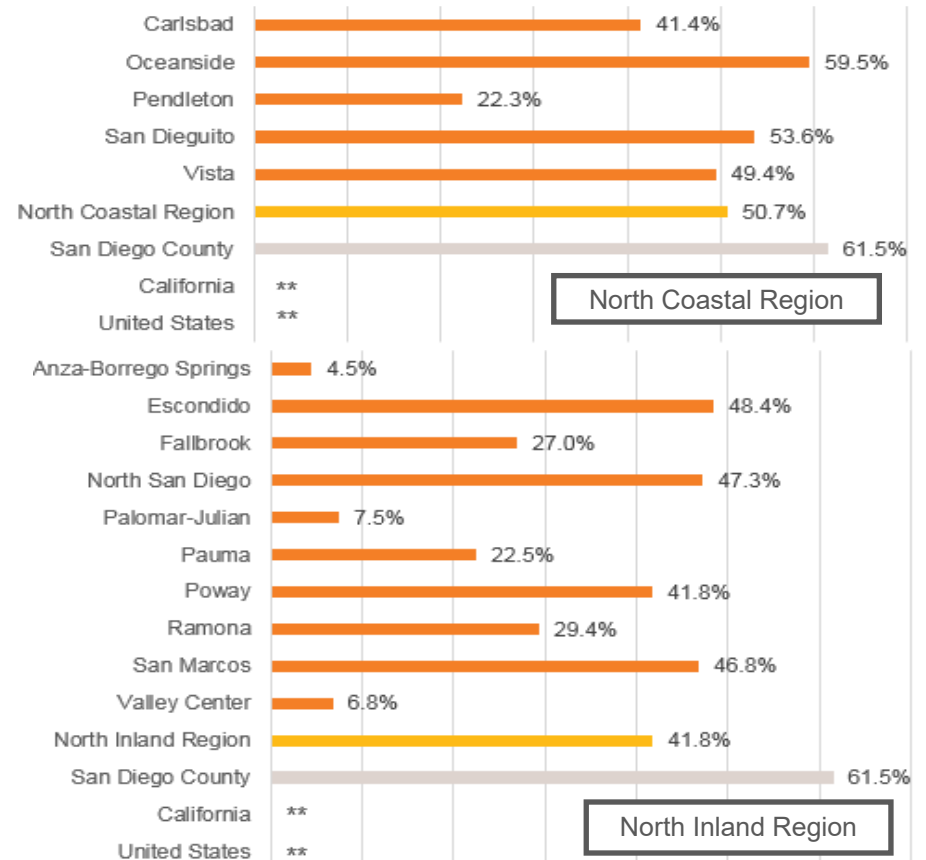 Carlsbad 41.4%
Oceanside 59.5%
Pendleton 22.3%
San Dieguito 53.6%
Vista 49.4%
North Coastal Region 50.7%
San Diego County 61.5%
California **
United States **
North Coastal Region
Anza-Borrego Springs 4.5%
Escondido 48.4%
Fallbrook 27.0%
North San Diego 47.3%
Palomar-Julian 7.5%
Pauma 22.5%
Poway 41.8%
Ramona 29.4%
San Marcos 46.8%
Valley Center 6.8%
North Inland Region 41.8%
San Diego County 61.5%
California **
United States **
North Inland Region